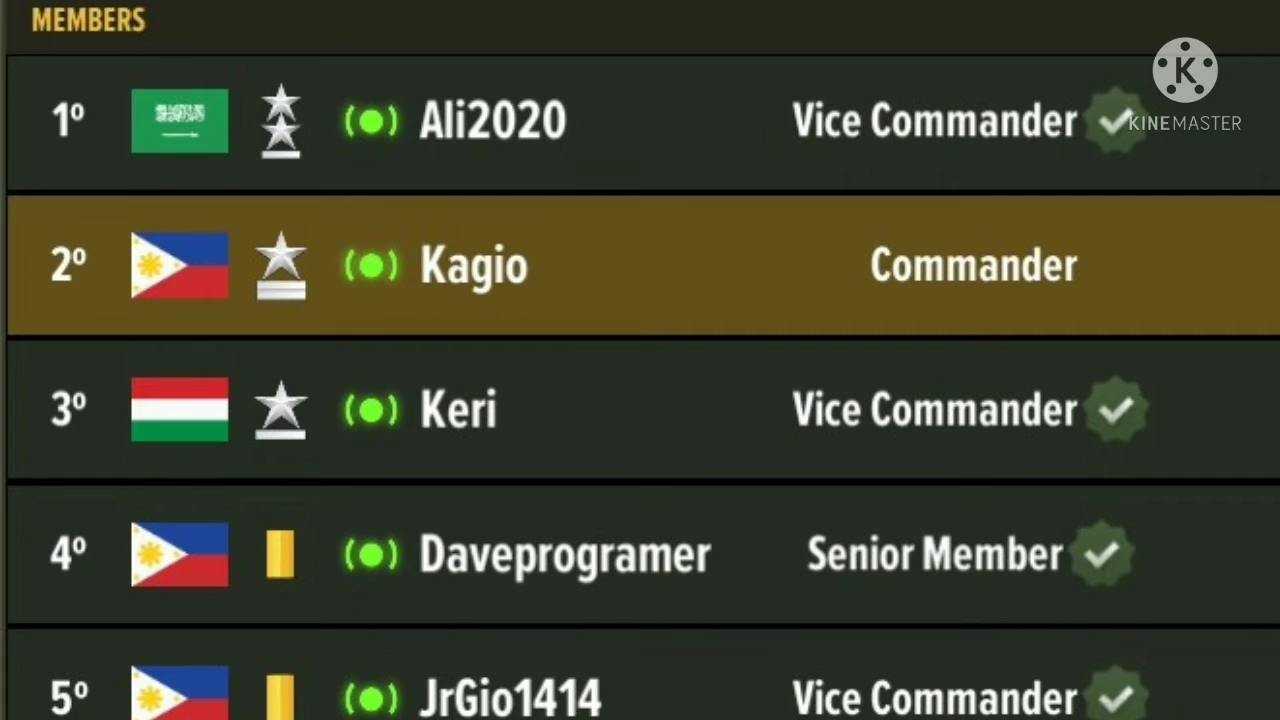 MEMBERS
1º Ali2020 Vice Commander
K
KINEMASTER
2º Kagio Commander
3º Keri Vice Commander
4º Daveprogramer Senior Member
5º JrGio1414 Vice Commander